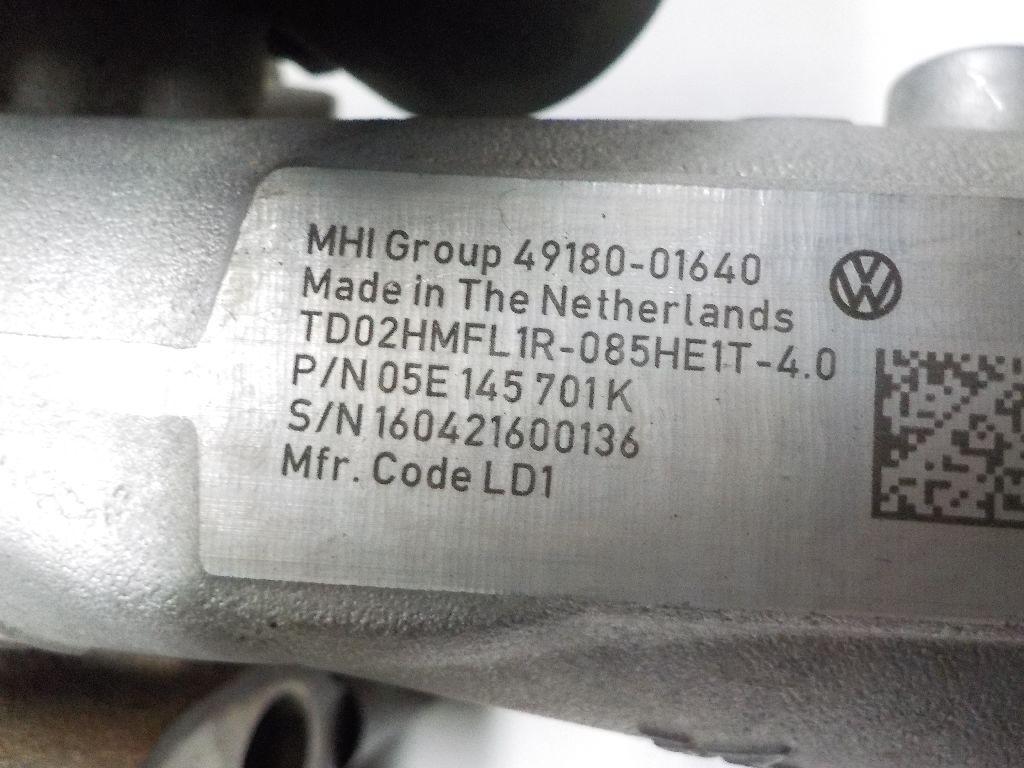 MHI Group 49180-01640
Made in The Netherlands
TD02HMFL1R-085HE1T-4.0
P/N 05E 145 701 K
S/N 160421600136
Mfr. Code LD1